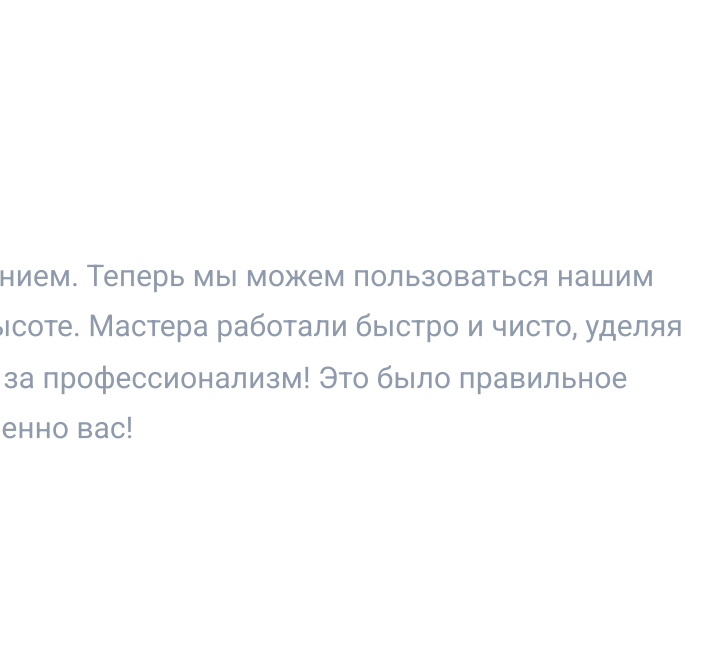 нием. Теперь мы можем пользоваться нашим
ысоте. Мастера работали быстро и чисто, уделяя
за профессионализм! Это было правильное
енно вас!